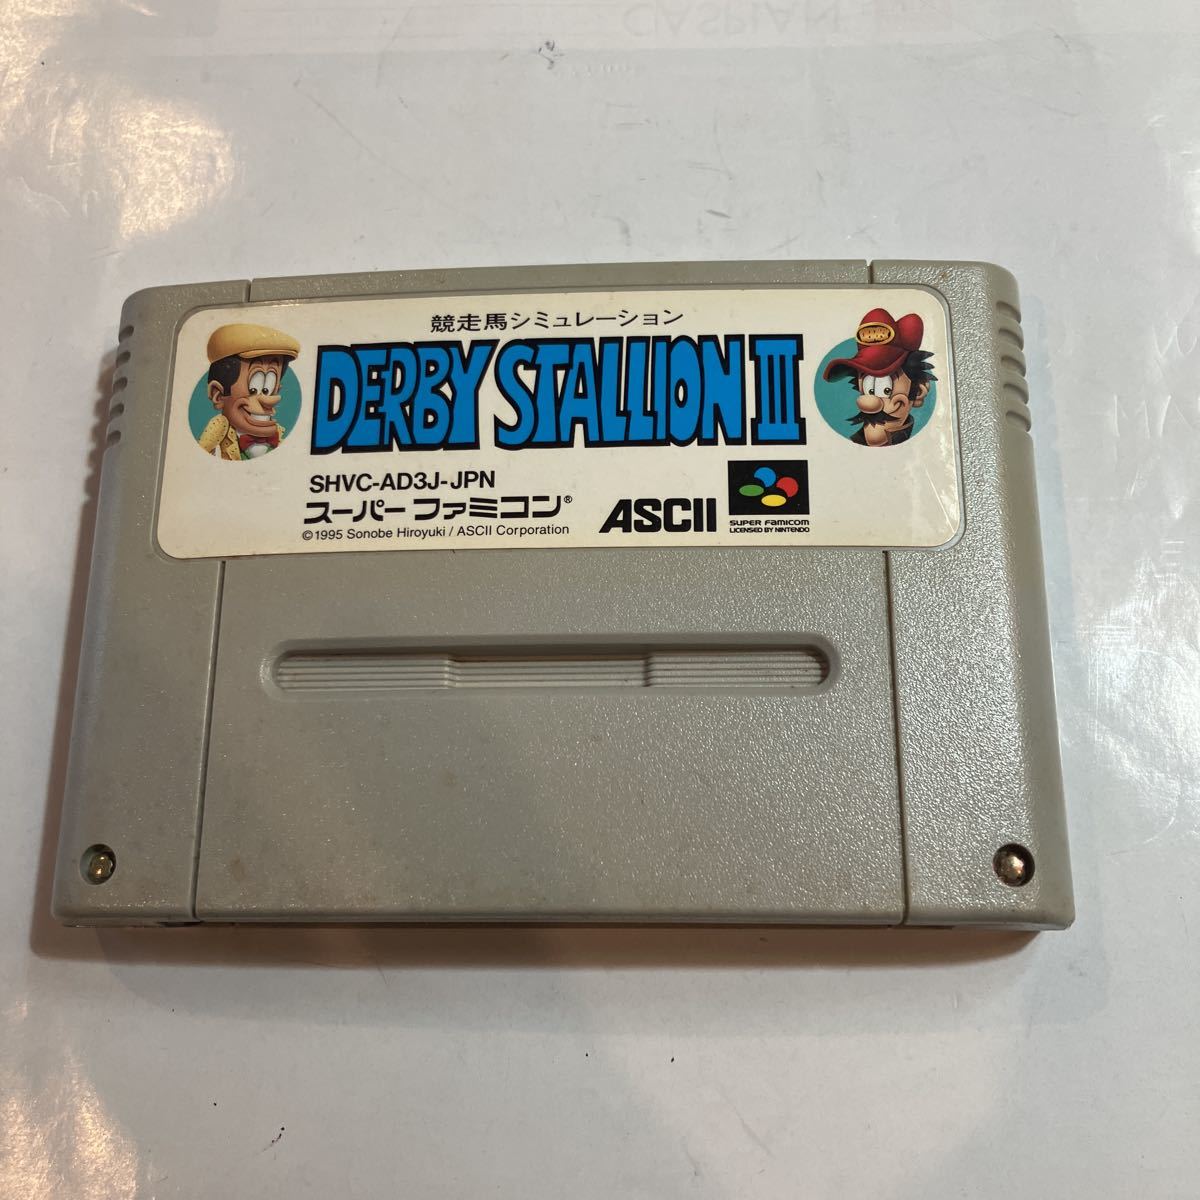 競走馬シミュレーション
DERBY STALLION III
DERBY
SHVC-AD3J-JPN
スーパーファミコン®
©1995 Sonobe Hiroyuki / ASCII Corporation
ASCII
SUPER FAMICOM
LICENSED BY NINTENDO